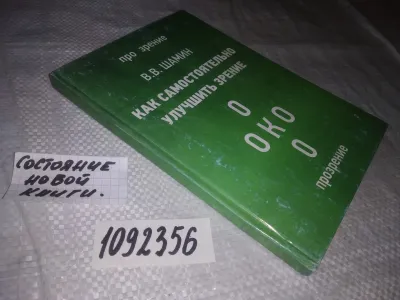 про зрение
В.В. ШАМИН
КАК САМОСТОЯТЕЛЬНО
УЛУЧШИТЬ ЗРЕНИЕ
О
ОКО
О
прозрение
СОСТОЯНИЕ
НОВОЙ
КНИГИ.
1092356